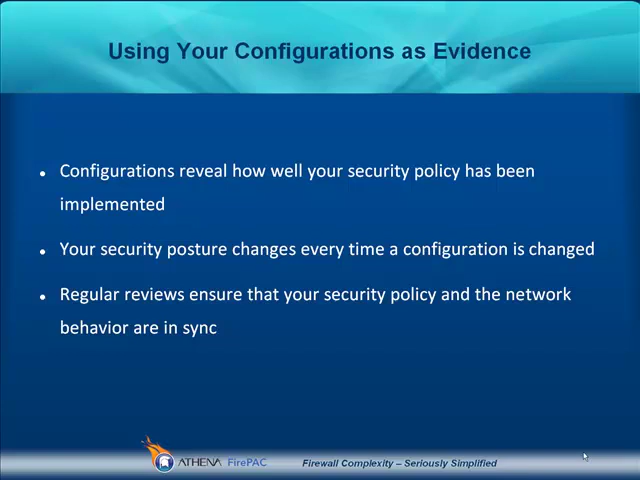 Using Your Configurations as Evidence
Configurations reveal how well your security policy has been
implemented
Your security posture changes every time a configuration is changed
Regular reviews ensure that your security policy and the network
behavior are in sync
ATHENA FirePAC
Firewall Complexity – Seriously Simplified